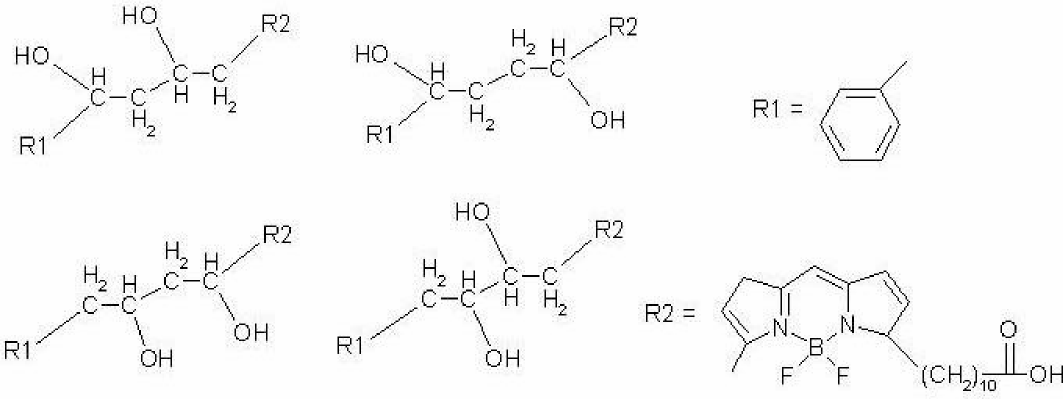 HO R2
HO
H
C C C C
H₂ H H₂
R1
R2
H₂
HO H H
C C C C
H₂
R1 OH
R1 =
R2
H₂ H
H₂ H
C C C C
OH
R1 OH
HO R2
H₂ H
C C C C
H H₂
R1 OH
R2 =
N N
B
F F
O
(CH₂)₁₀ OH